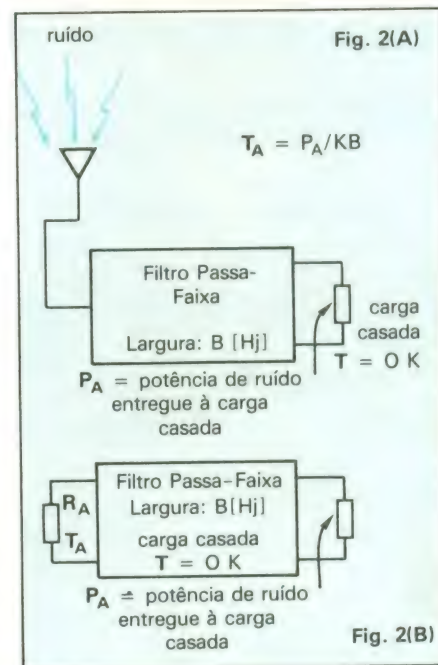 ruído
Fig. 2(A)
T_A = P_A/KB
Filtro Passa-
Faixa
Largura: B [Hj]
carga
casada
T = O K
P_A = potência de ruído
entregue à carga
casada
Filtro Passa-Faixa
Largura: B[Hj]
R_A
T_A
carga casada
T = O K
P_A = potência de ruído
entregue à carga
casada
Fig. 2(B)